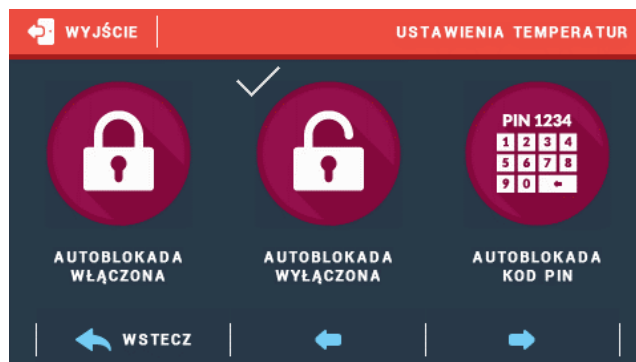 WYJŚCIE
USTAWIENIA TEMPERATUR
PIN 1234
1 2 3 4
5 6 7 8
9 0
AUTOBLOKADA
WŁĄCZONA
AUTOBLOKADA
WYŁĄCZONA
AUTOBLOKADA
KOD PIN
WSTECZ